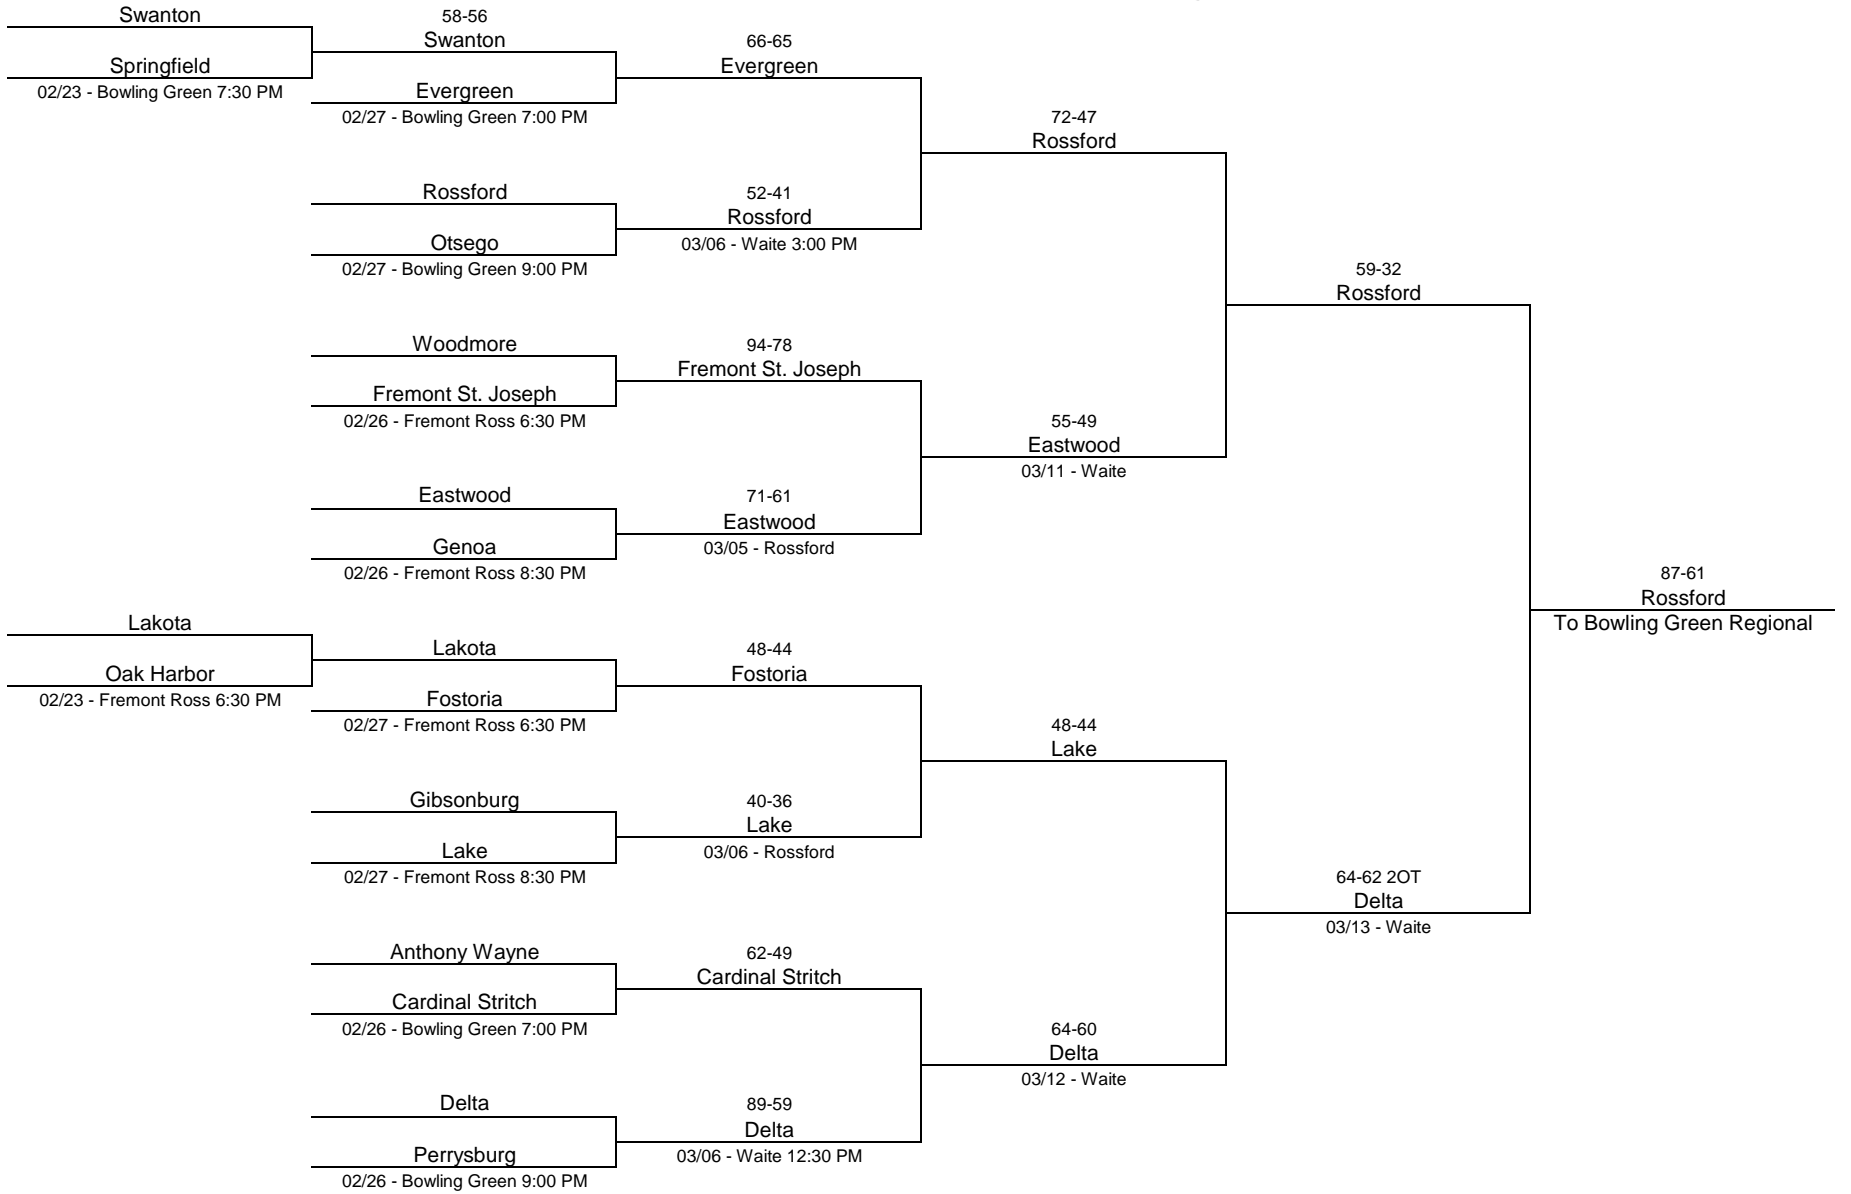 Swanton
Springfield
02/23 - Bowling Green 7:30 PM
58-56
Swanton
Evergreen
02/27 - Bowling Green 7:00 PM
66-65
Evergreen
Rossford
Otsego
02/27 - Bowling Green 9:00 PM
52-41
Rossford
03/06 - Waite 3:00 PM
72-47
Rossford
Woodmore
Fremont St. Joseph
02/26 - Fremont Ross 6:30 PM
94-78
Fremont St. Joseph
Eastwood
Genoa
02/26 - Fremont Ross 8:30 PM
71-61
Eastwood
03/05 - Rossford
55-49
Eastwood
03/11 - Waite
59-32
Rossford
Lakota
Oak Harbor
02/23 - Fremont Ross 6:30 PM
Lakota
Fostoria
02/27 - Fremont Ross 6:30 PM
48-44
Fostoria
Gibsonburg
Lake
02/27 - Fremont Ross 8:30 PM
40-36
Lake
03/06 - Rossford
48-44
Lake
Anthony Wayne
Cardinal Stritch
02/26 - Bowling Green 7:00 PM
62-49
Cardinal Stritch
Delta
Perrysburg
02/26 - Bowling Green 9:00 PM
89-59
Delta
03/06 - Waite 12:30 PM
64-60
Delta
03/12 - Waite
64-62 2OT
Delta
03/13 - Waite
87-61
Rossford
To Bowling Green Regional